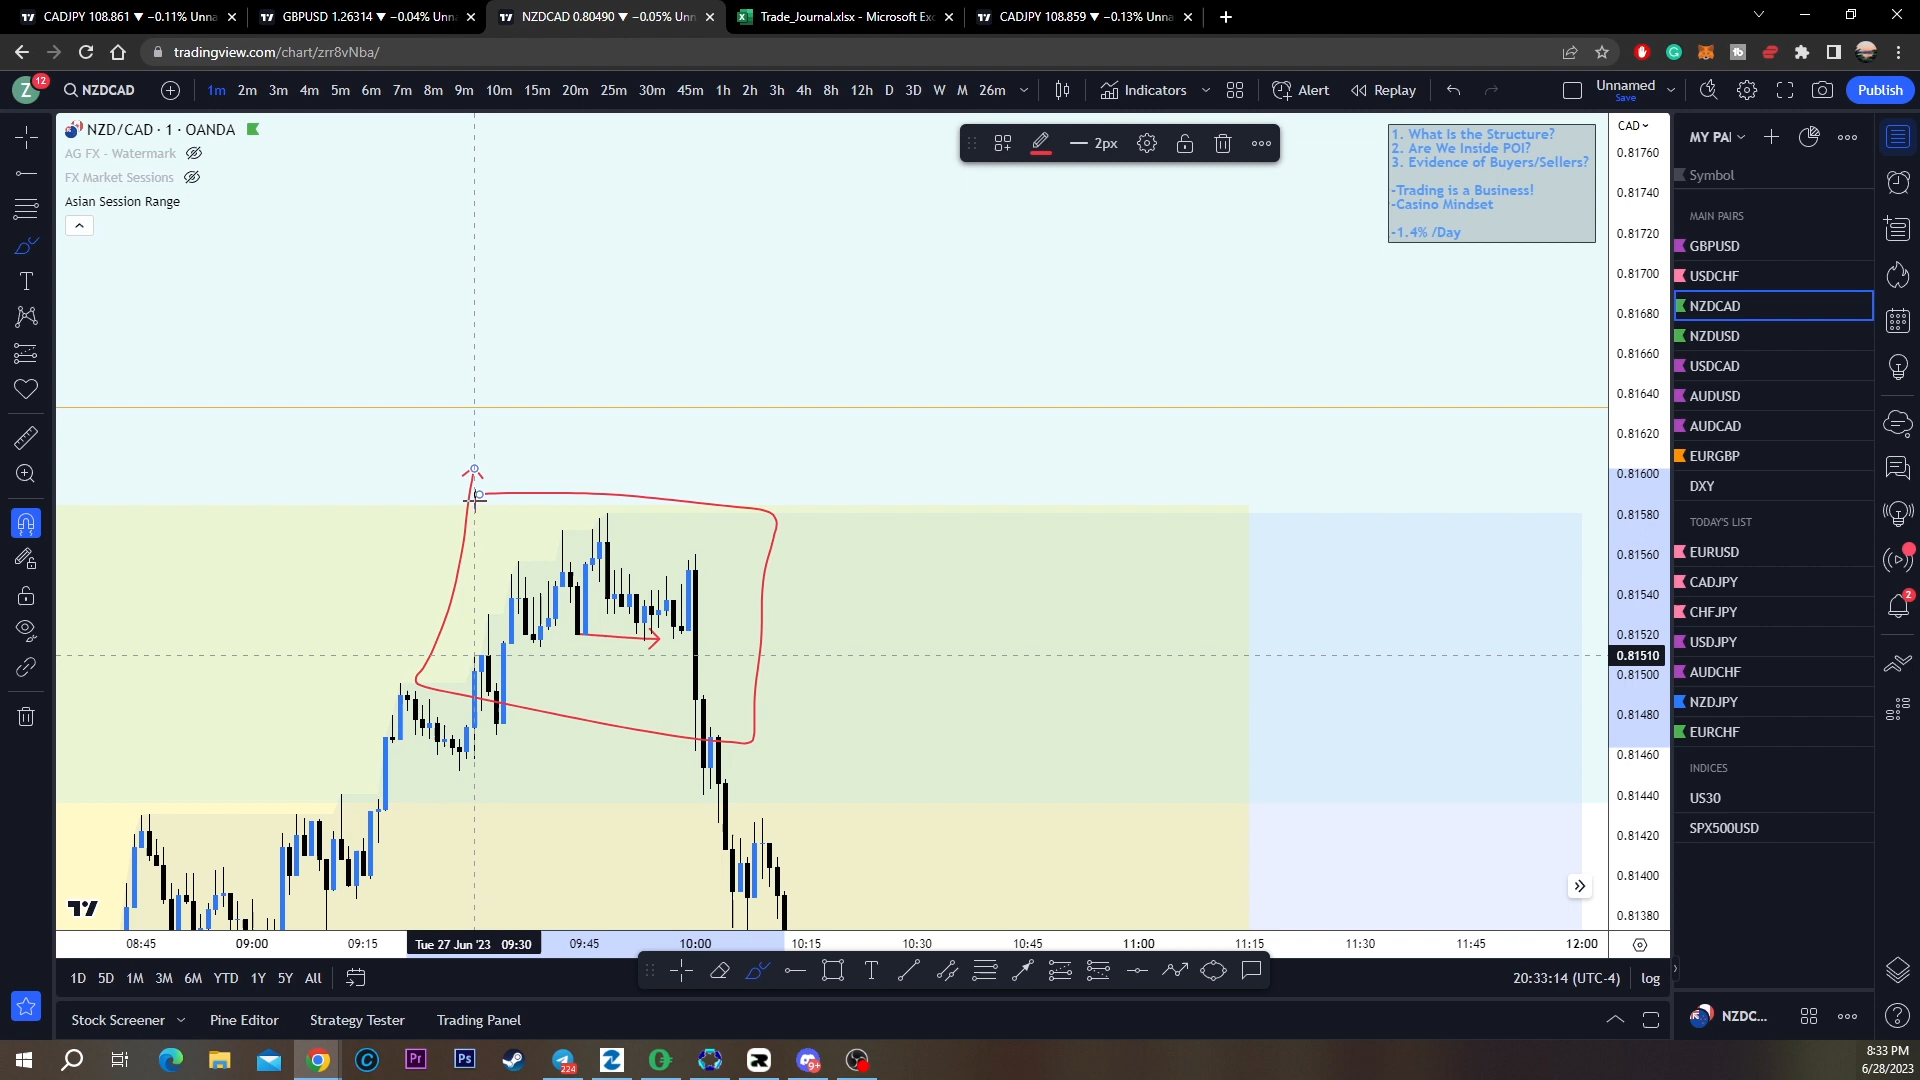 CADJPY 108.861 ▼ −0.11% Unna
GBPUSD 1.26314 ▼ −0.04% Unna
NZDCAD 0.80490 ▼ −0.05% Unn
Trade_Journal.xlsx - Microsoft Exc
CADJPY 108.859 ▼ −0.13% Unna
tradingview.com/chart/zrr8vNba/
Z
12
NZDCAD
1m 2m 3m 4m 5m 6m 7m 8m 9m 10m 15m 20m 25m 30m 45m 1h 2h 3h 4h 8h 12h D 3D W M 26m
Indicators
Alert
Replay
Unnamed
Save
Publish
NZD/CAD · 1 · OANDA
AG FX - Watermark
FX Market Sessions
Asian Session Range
2px
1. What Is the Structure?
2. Are We Inside POI?
3. Evidence of Buyers/Sellers?
-Trading is a Business!
-Casino Mindset
-1.4% /Day
CAD
0.81760
0.81740
0.81720
0.81700
0.81680
0.81660
0.81640
0.81620
0.81600
0.81580
0.81560
0.81540
0.81520
0.81510
0.81500
0.81480
0.81460
0.81440
0.81420
0.81400
0.81380
MY PAI
Symbol
MAIN PAIRS
GBPUSD
USDCHF
NZDCAD
NZDUSD
USDCAD
AUDUSD
AUDCAD
EURGBP
DXY
TODAY'S LIST
EURUSD
CADJPY
CHFJPY
USDJPY
AUDCHF
NZDJPY
EURCHF
INDICES
US30
SPX500USD
2
08:45 09:00 09:15 Tue 27 Jun '23 09:30 09:45 10:00 10:15 10:30 10:45 11:00 11:15 11:30 11:45 12:00
1D 5D 1M 3M 6M YTD 1Y 5Y All
20:33:14 (UTC-4)
log
Stock Screener
Pine Editor
Strategy Tester
Trading Panel
NZDC...
Pr
Ps
224
9+
8:33 PM
6/28/2023